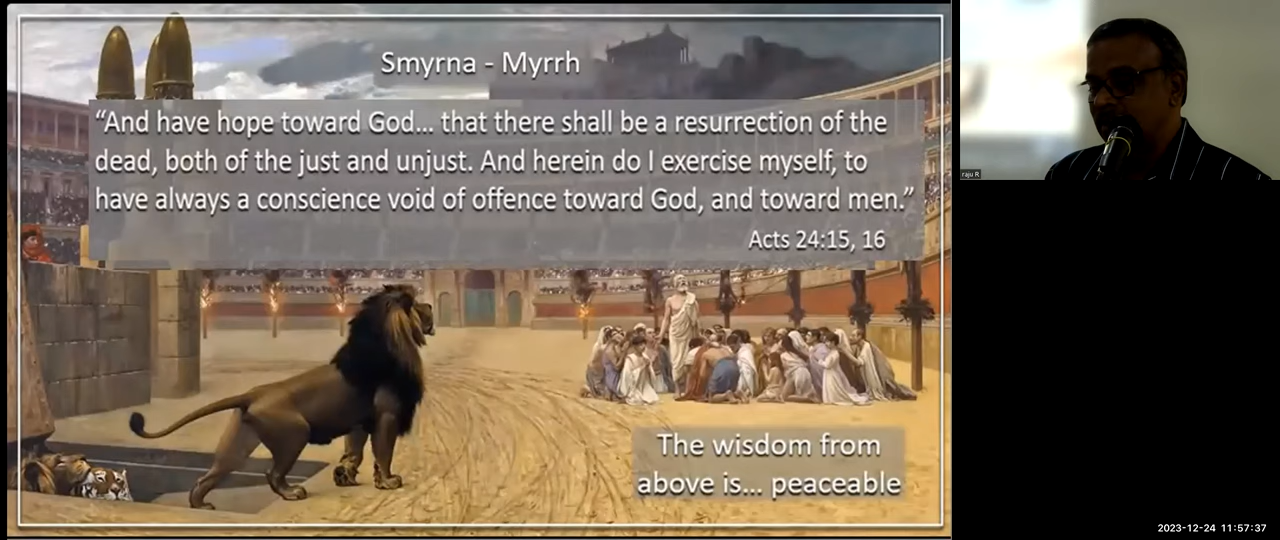 Smyrna - Myrrh
“And have hope toward God... that there shall be a resurrection of the
dead, both of the just and unjust. And herein do I exercise myself, to
have always a conscience void of offence toward God, and toward men.”
Acts 24:15, 16
The wisdom from
above is... peaceable
raju R
2023-12-24 11:57:37